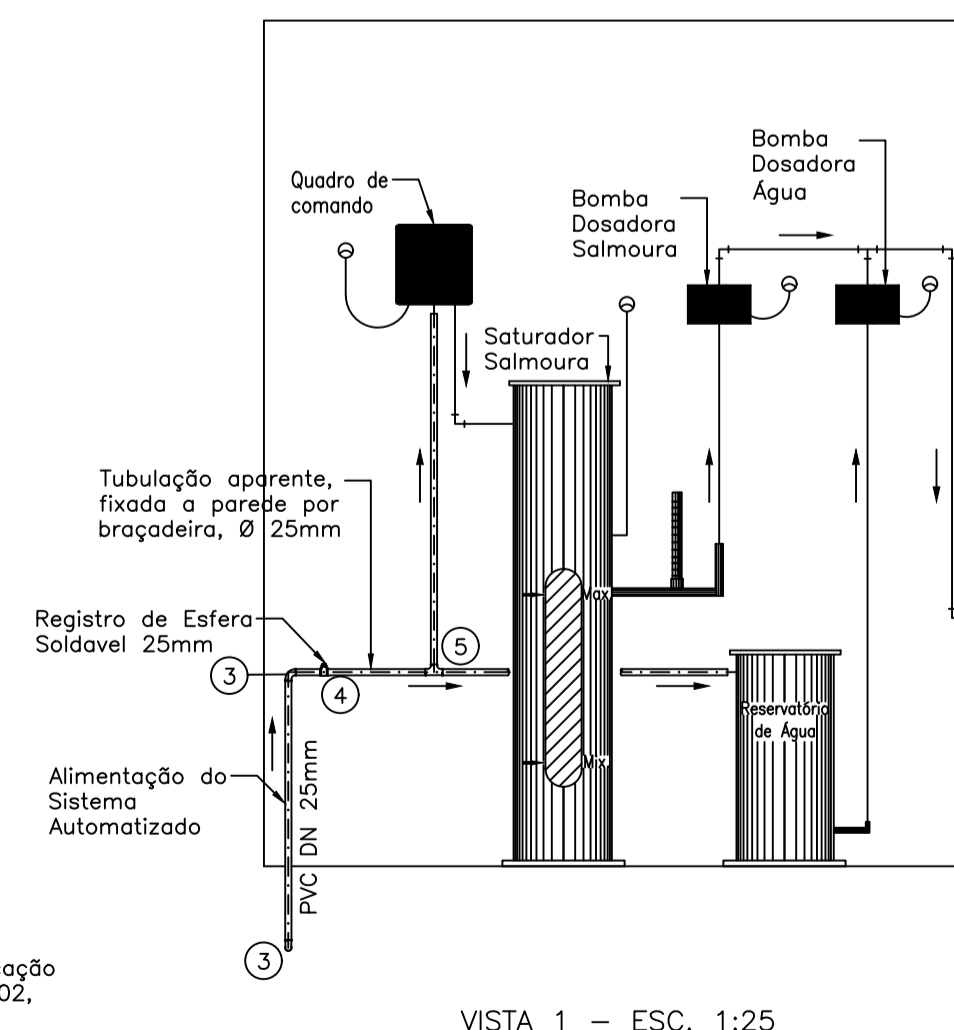 Bomba
Dosadora
Água
Quadro de
comando
Bomba
Dosadora
Salmoura
Saturador
Salmoura
Tubulação aparente,
fixada a parede por
braçadeira, Ø 25mm
Max
Registro de Esfera
Soldavel 25mm
5
3
4
Reservatório
de Água
Mix.
Alimentação do
Sistema
Automatizado
PVC DN 25mm
3
ação
02,
VISTA 1 – ESC. 1:25